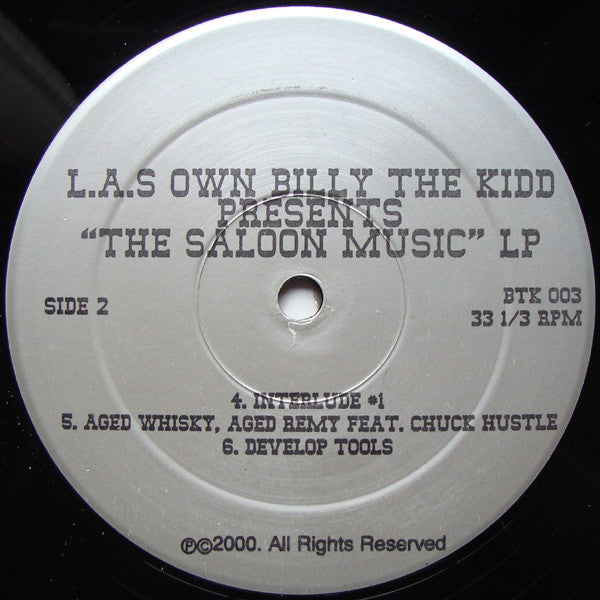 L.A.S OWN BILLY THE KIDD
PRESENTS
“THE SALOON MUSIC” LP
SIDE 2
BTK 003
33 1/3 RPM
4. INTERLUDE #1
5. AGED WHISKY, AGED REMY FEAT. CHUCK HUSTLE
6. DEVELOP TOOLS
℗©2000. All Rights Reserved